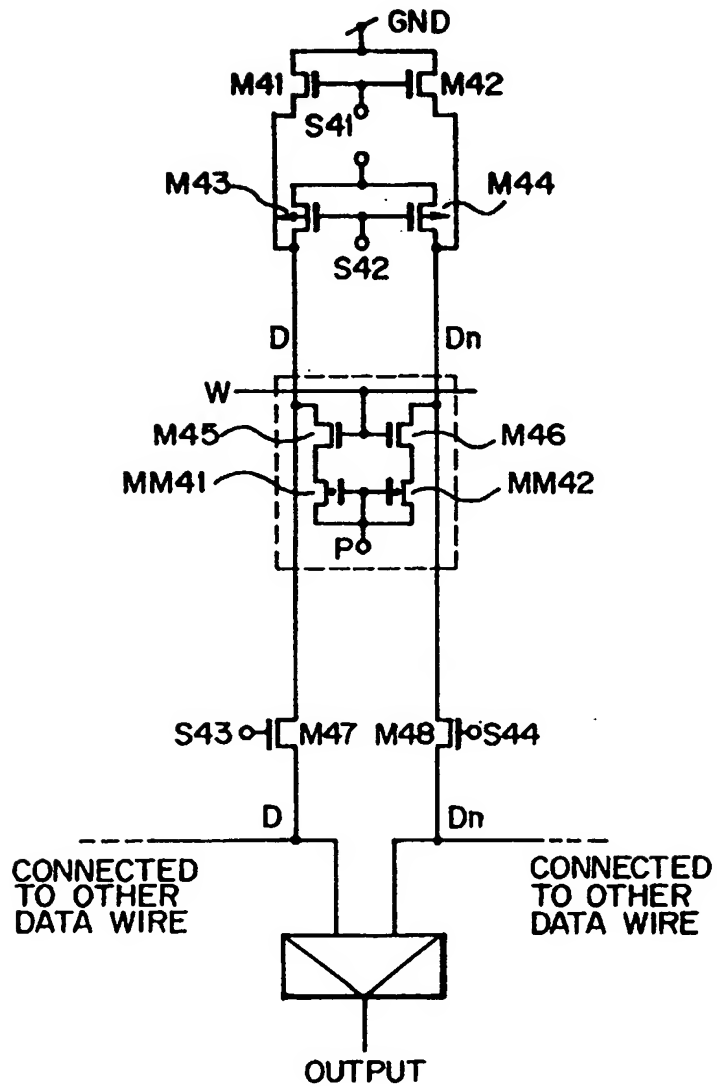 GND
M41
M42
S41
M43
M44
S42
D
Dn
W
M45
M46
MM41
MM42
P
S43
M47
M48
S44
D
Dn
CONNECTED
TO OTHER
DATA WIRE
CONNECTED
TO OTHER
DATA WIRE
OUTPUT